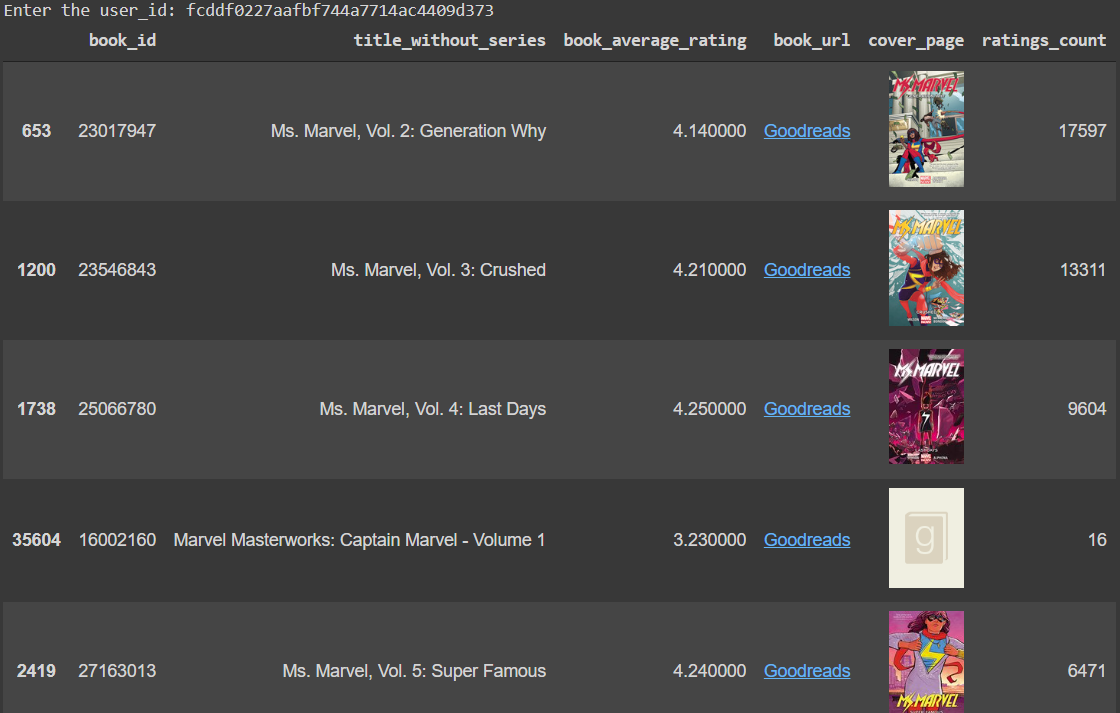 Enter the user_id: fcddf0227aafbf744a7714ac4409d373
book_id title_without_series book_average_rating book_url cover_page ratings_count
653 23017947 Ms. Marvel, Vol. 2: Generation Why 4.140000 Goodreads MS. MARVEL 17597
1200 23546843 Ms. Marvel, Vol. 3: Crushed 4.210000 Goodreads MS. MARVEL 13311
1738 25066780 Ms. Marvel, Vol. 4: Last Days 4.250000 Goodreads MS. MARVEL 9604
35604 16002160 Marvel Masterworks: Captain Marvel - Volume 1 3.230000 Goodreads g 16
2419 27163013 Ms. Marvel, Vol. 5: Super Famous 4.240000 Goodreads MS. MARVEL 6471